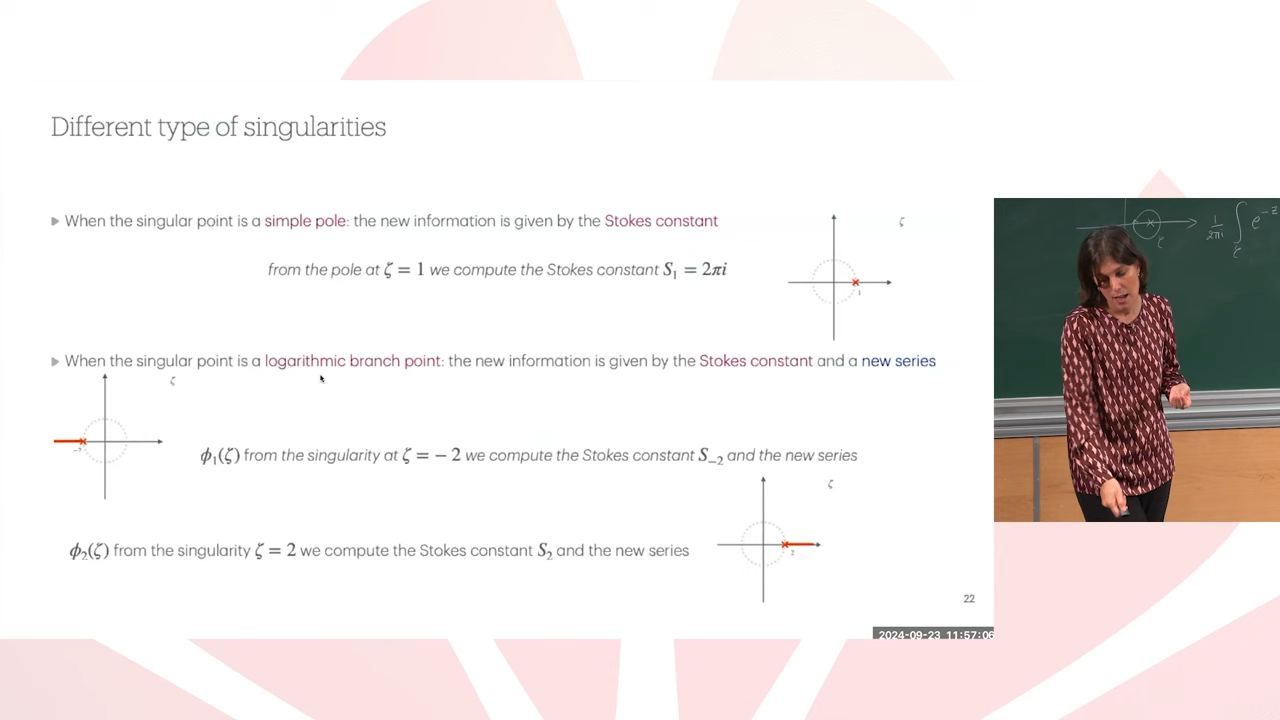 Different type of singularities
When the singular point is a simple pole: the new information is given by the Stokes constant
ζ
from the pole at ζ = 1 we compute the Stokes constant S₁ = 2πi
1
When the singular point is a logarithmic branch point: the new information is given by the Stokes constant and a new series
ζ
-2
ϕ₁(ζ) from the singularity at ζ = − 2 we compute the Stokes constant S₋₂ and the new series
ζ
ϕ₂(ζ) from the singularity ζ = 2 we compute the Stokes constant S₂ and the new series
2
22
2024-09-23 11:57:06